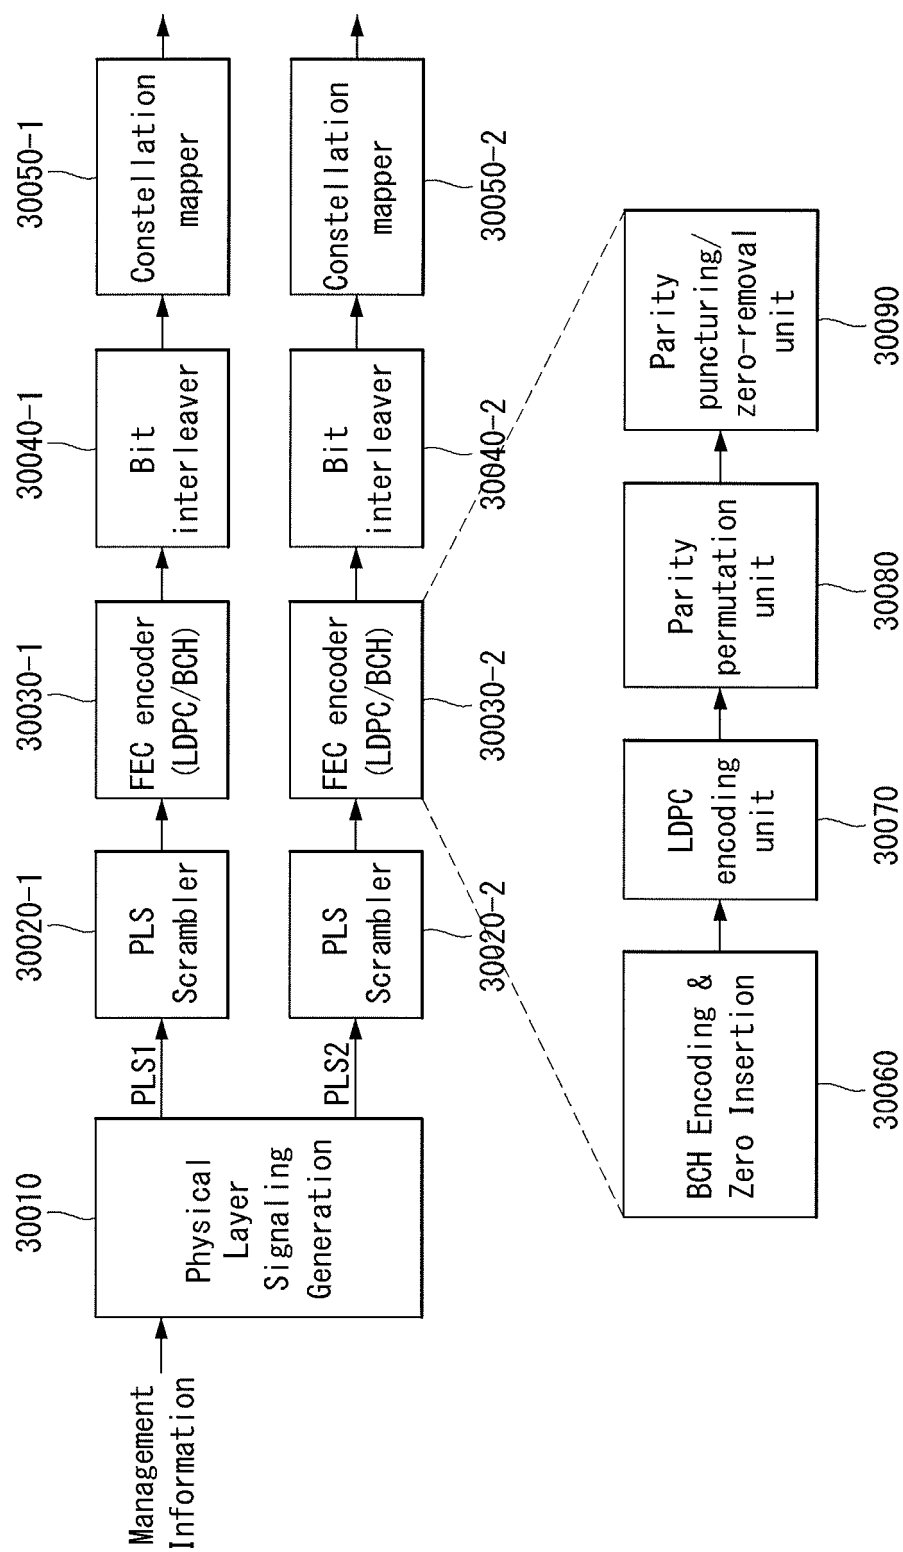 30010
30020-1
30030-1
30040-1
30050-1
Management
Information
Physical
Layer
Signaling
Generation
PLS1
PLS
Scrambler
FEC encoder
(LDPC/BCH)
Bit
interleaver
Constellation
mapper
PLS2
PLS
Scrambler
FEC encoder
(LDPC/BCH)
Bit
interleaver
Constellation
mapper
30020-2
30030-2
30040-2
30050-2
BCH Encoding &
Zero Insertion
LDPC
encoding
unit
Parity
permutation
unit
Parity
puncturing/
zero-removal
unit
30060
30070
30080
30090